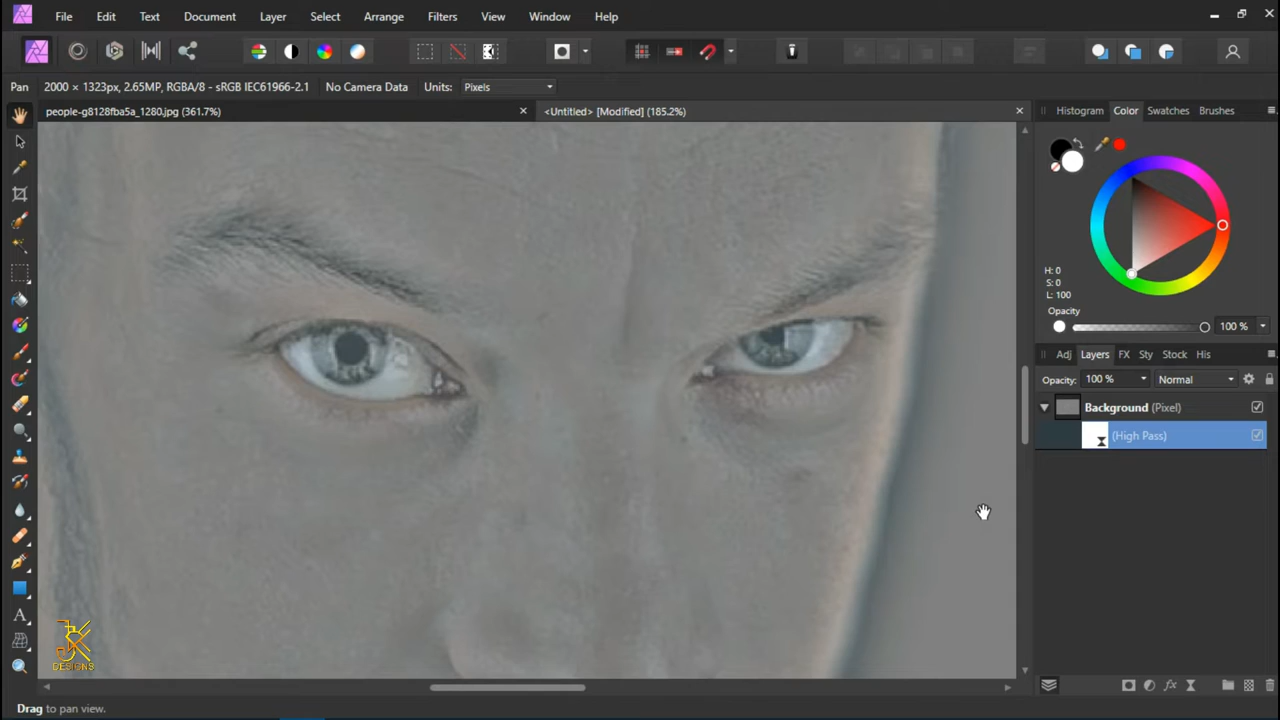 File Edit Text Document Layer Select Arrange Filters View Window Help
Pan 2000 × 1323px, 2.65MP, RGBA/8 - sRGB IEC61966-2.1 No Camera Data Units: Pixels
people-g8128fba5a_1280.jpg (361.7%) <Untitled> [Modified] (185.2%)
Histogram Color Swatches Brushes
H: 0
S: 0
L: 100
Opacity
100 %
Adj Layers FX Sty Stock His
Opacity: 100 % Normal
Background (Pixel)
(High Pass)
A
fx
DESIGNS
Drag to pan view.